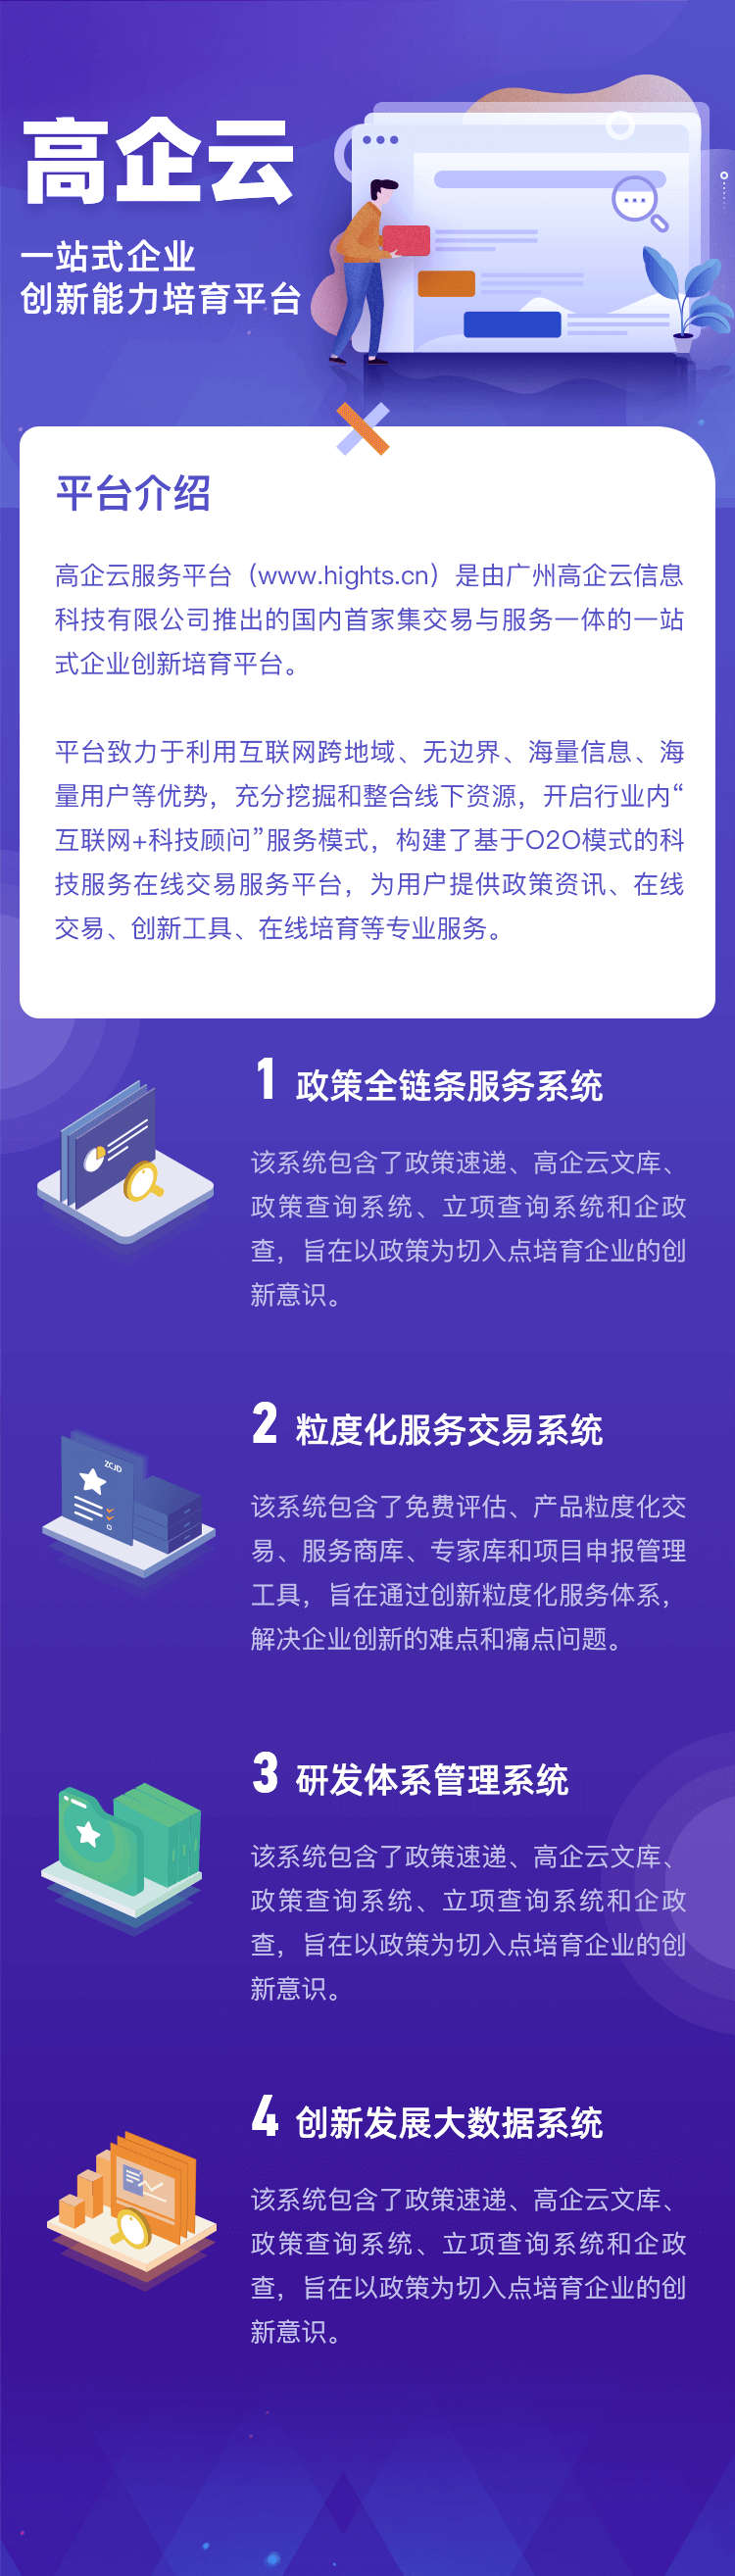 高企云
一站式企业
创新能力培育平台
平台介绍
高企云服务平台（www.hights.cn）是由广州高企云信息
科技有限公司推出的国内首家集交易与服务一体的一站
式企业创新培育平台。
平台致力于利用互联网跨地域、无边界、海量信息、海
量用户等优势，充分挖掘和整合线下资源，开启行业内“
互联网+科技顾问”服务模式，构建了基于O2O模式的科
技服务在线交易服务平台，为用户提供政策资讯、在线
交易、创新工具、在线培育等专业服务。
1 政策全链条服务系统
该系统包含了政策速递、高企云文库、
政策查询系统、立项查询系统和企政
查，旨在以政策为切入点培育企业的创
新意识。
2 粒度化服务交易系统
ZCJD
该系统包含了免费评估、产品粒度化交
易、服务商库、专家库和项目申报管理
工具，旨在通过创新粒度化服务体系，
解决企业创新的难点和痛点问题。
3 研发体系管理系统
该系统包含了政策速递、高企云文库、
政策查询系统、立项查询系统和企政
查，旨在以政策为切入点培育企业的创
新意识。
4 创新发展大数据系统
该系统包含了政策速递、高企云文库、
政策查询系统、立项查询系统和企政
查，旨在以政策为切入点培育企业的创
新意识。